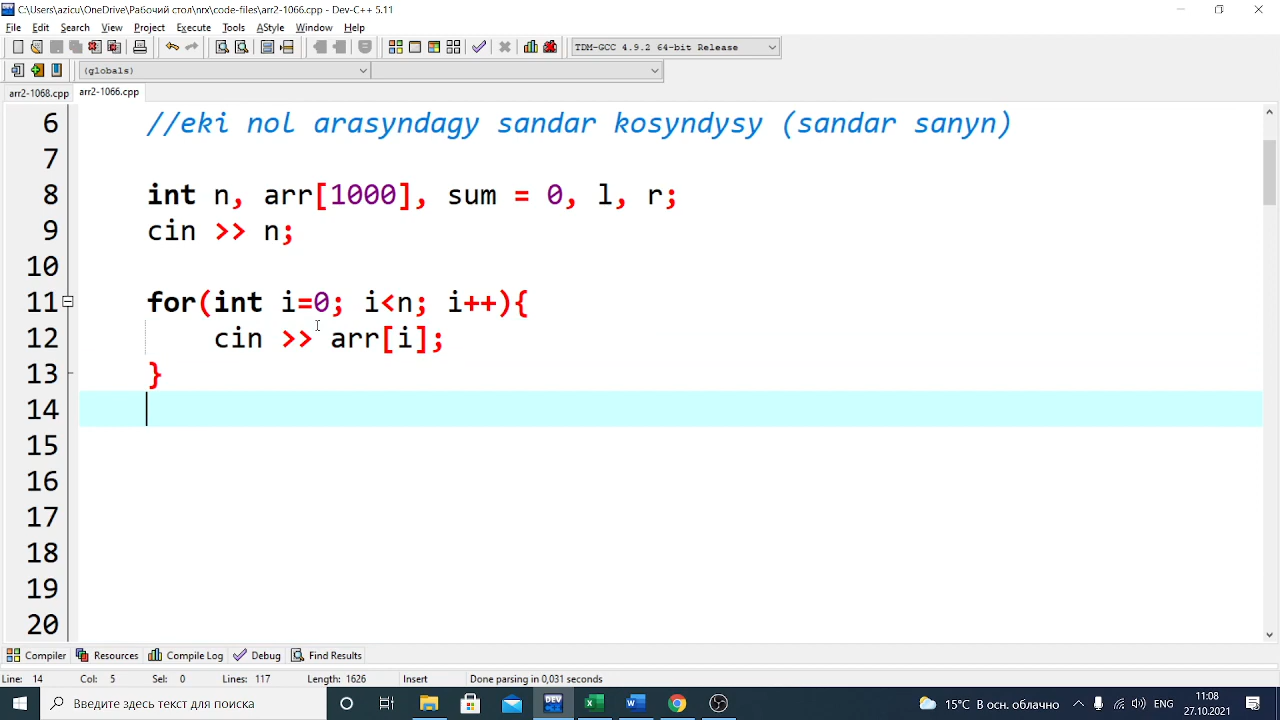 C:\Users\azicu\OneDrive\Рабочий стол\nrx\code-files\arr2-1066.cpp - Dev-C++ 5.11
File Edit Search View Project Execute Tools AStyle Window Help
TDM-GCC 4.9.2 64-bit Release
(globals)
arr2-1068.cpp arr2-1066.cpp
6 //eki nol arasyndagy sandar kosyndysy (sandar sanyn)
7
8 int n, arr[1000], sum = 0, l, r;
9 cin >> n;
10
11 for(int i=0; i<n; i++){
12 cin >> arr[i];
13 }
14
15
16
17
18
19
20
Compiler Resources Compile Log Debug Find Results
Line: 14 Col: 5 Sel: 0 Lines: 117 Length: 1626 Insert Done parsing in 0,031 seconds
Введите здесь текст для поиска
DEV C++
15°C В осн. облачно ENG 11:08
27.10.2021